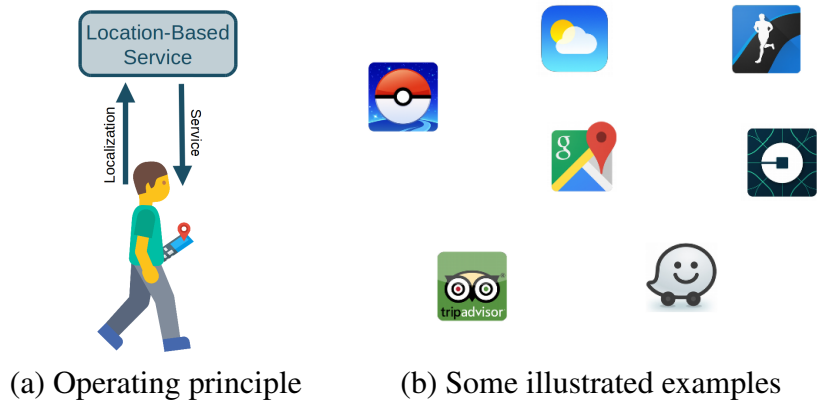 Location-Based
Service
Localization
Service
g
tripadvisor
(a) Operating principle
(b) Some illustrated examples